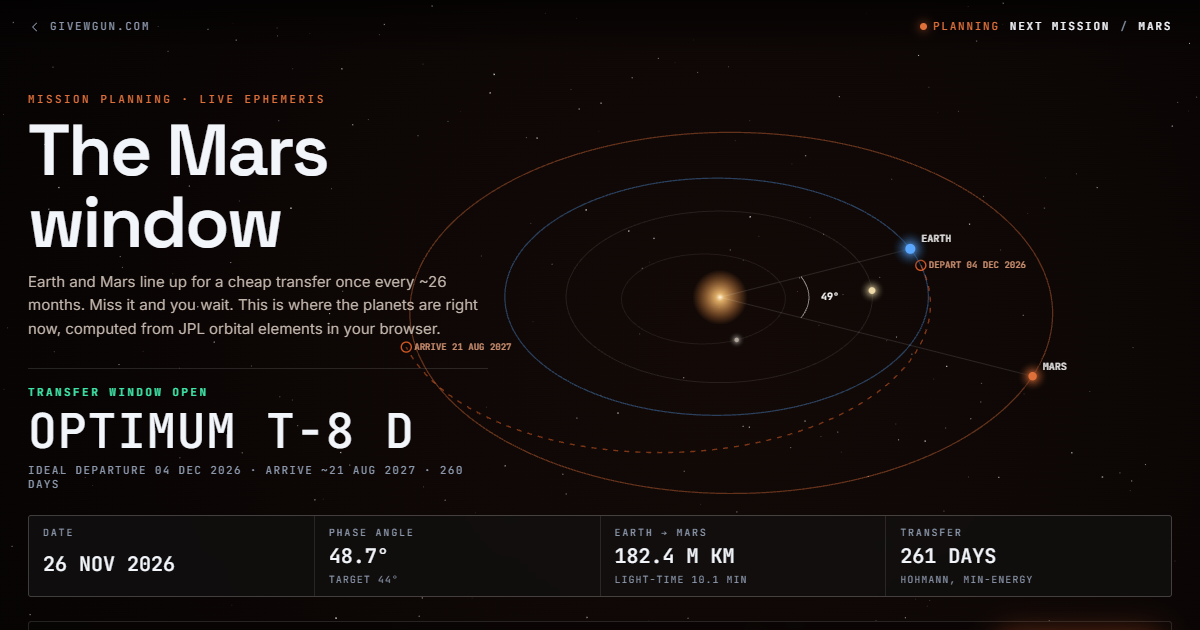 GIVEWGUN.COM
PLANNING NEXT MISSION / MARS
MISSION PLANNING · LIVE EPHEMERIS
The Mars
window
Earth and Mars line up for a cheap transfer once every ~26
months. Miss it and you wait. This is where the planets are right
now, computed from JPL orbital elements in your browser.
EARTH
DEPART 04 DEC 2026
49°
ARRIVE 21 AUG 2027
MARS
TRANSFER WINDOW OPEN
OPTIMUM T-8 D
IDEAL DEPARTURE 04 DEC 2026 · ARRIVE ~21 AUG 2027 · 260
DAYS
DATE
26 NOV 2026
PHASE ANGLE
48.7°
TARGET 44°
EARTH → MARS
182.4 M KM
LIGHT-TIME 10.1 MIN
TRANSFER
261 DAYS
HOHMANN, MIN-ENERGY